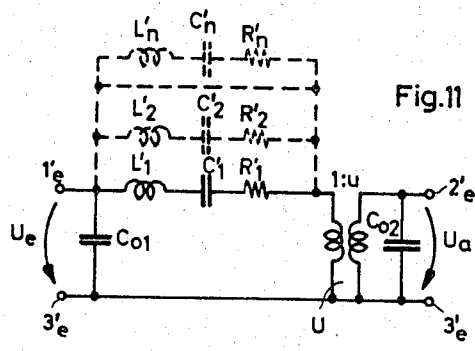 L'n C'n R'n
Fig.11
L'2 C'2 R'2
L'1 C'1 R'1
1'e 1:u 2'e
Ue Co1 Co2 Ua
3'e U 3'e